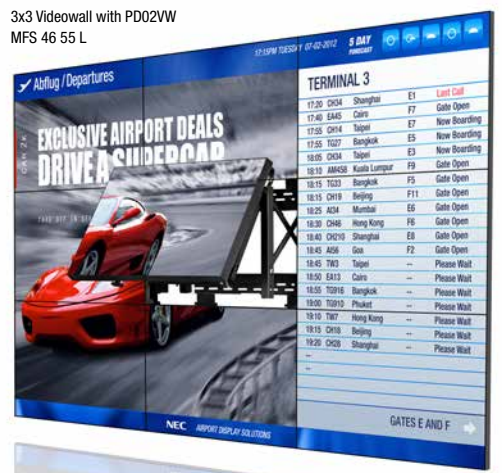 3x3 Videowall with PD02VW
MFS 46 55 L
17:15PM TUESDAY 07-02-2012
5 DAY
FORECAST
Abflug / Departures
EXCLUSIVE AIRPORT DEALS
DRIVE A SUPERCAR
TERMINAL 3
17:20 CH34 Shanghai E1 Last Call
17:40 EA45 Cairo F7 Gate Open
17:55 CH14 Taipei E7 Now Boarding
17:55 TG27 Bangkok E5 Now Boarding
18:05 CH34 Taipei E3 Now Boarding
18:10 AM458 Kuala Lumpur F9 Gate Open
18:15 TG33 Bangkok F5 Gate Open
18:15 CH19 Beijing F11 Gate Open
18:25 AI34 Mumbai E6 Gate Open
18:30 CH46 Hong Kong F6 Gate Open
18:40 CH210 Shanghai E8 Gate Open
18:45 AI56 Goa F2 Gate Open
18:45 TW3 Taipei -- Please Wait
18:50 EA13 Cairo -- Please Wait
18:55 TG916 Bangkok -- Please Wait
19:00 TG910 Phuket -- Please Wait
19:10 TW7 Hong Kong -- Please Wait
19:15 CH18 Beijing -- Please Wait
19:20 CH28 Shanghai -- Please Wait
--
--
GATES E AND F
NEC AIRPORT DISPLAY SOLUTIONS